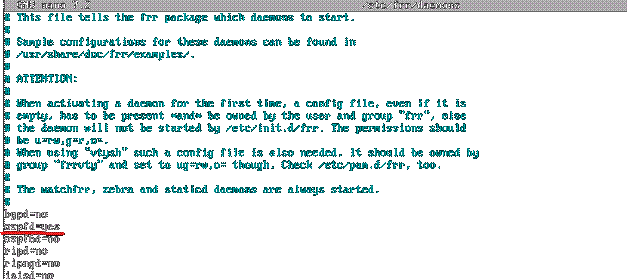 GNU nano 7.2 /etc/frr/daemons
# This file tells the frr package which daemons to start.
#
# Sample configurations for these daemons can be found in
# /usr/share/doc/frr/examples/.
#
# ATTENTION:
#
# When activating a daemon for the first time, a config file, even if it is
# empty, has to be present *and* be owned by the user and group "frr", else
# the daemon will not be started by /etc/init.d/frr. The permissions should
# be u=rw,g=r,o=.
# When using "vtysh" such a config file is also needed. It should be owned by
# group "frrvty" and set to ug=rw,o= though. Check /etc/pam.d/frr, too.
#
# The watchfrr, zebra and staticd daemons are always started.
#
bgpd=no
ospfd=yes
ospf6d=no
ripd=no
ripngd=no
isisd=no